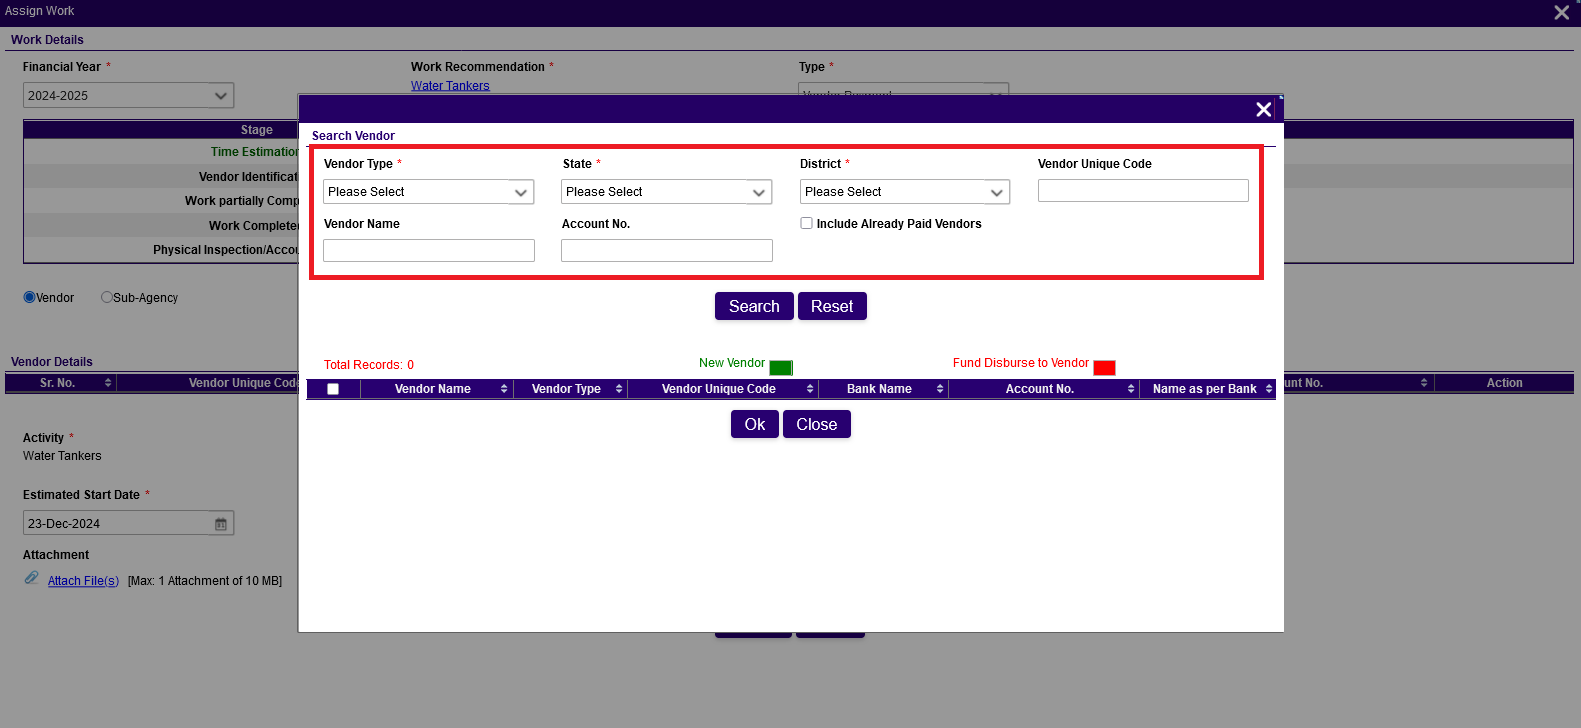 Assign Work
Work Details
Financial Year *
Work Recommendation *
Type *
2024-2025
Water Tankers
Stage
Time Estimation
Vendor Identificat
Work partially Comp
Work Complete
Physical Inspection/Accou
Vendor
Sub-Agency
Vendor Details
Sr. No.
Vendor Unique Code
unt No.
Action
Activity *
Water Tankers
Estimated Start Date *
23-Dec-2024
Attachment
Attach File(s) [Max: 1 Attachment of 10 MB]
Search Vendor
Vendor Type * State * District * Vendor Unique Code
Please Select Please Select Please Select
Vendor Name Account No. Include Already Paid Vendors
Search Reset
Total Records: 0 New Vendor Fund Disburse to Vendor
Vendor Name Vendor Type Vendor Unique Code Bank Name Account No. Name as per Bank
Ok Close